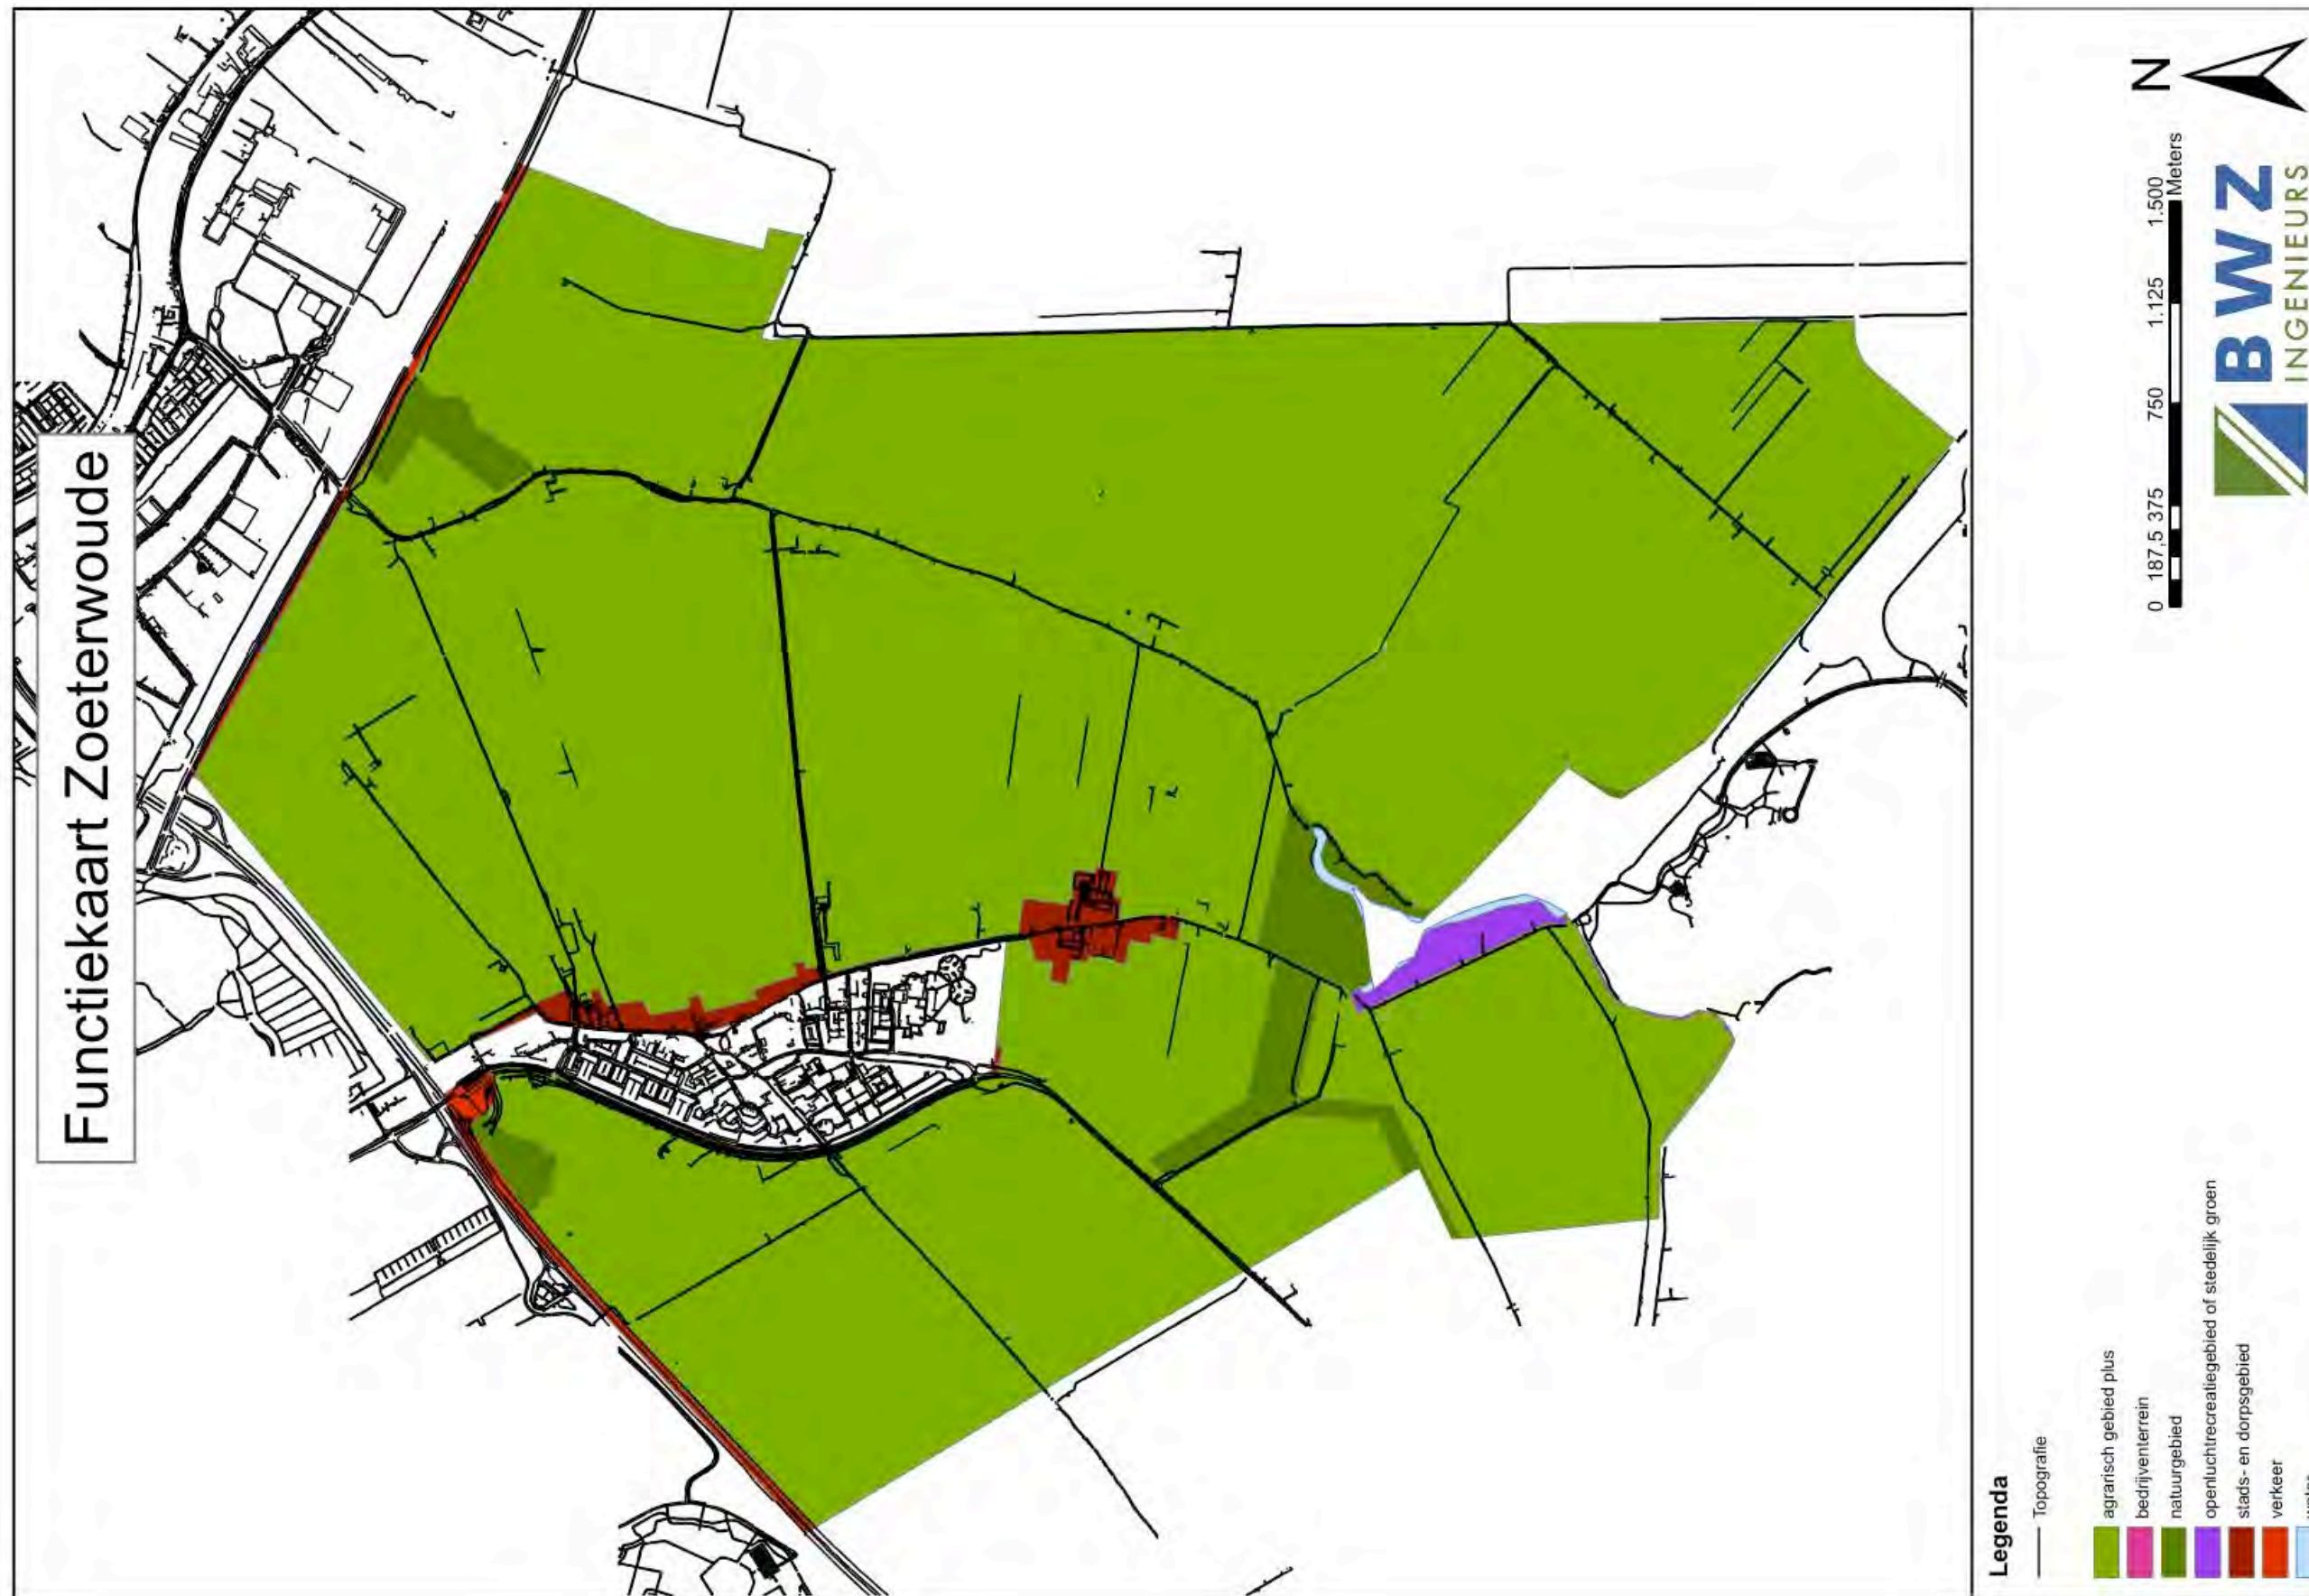 Functiekaart Zoeterwoude
Legenda
Topografie
agrarisch gebied plus
bedrijventerrein
natuurgebied
openluchtrecreatiegebied of stedelijk groen
stads- en dorpsgebied
verkeer
0 187,5 375 750 1.125 1.500
Meters
N
BWZ
INGENIEURS